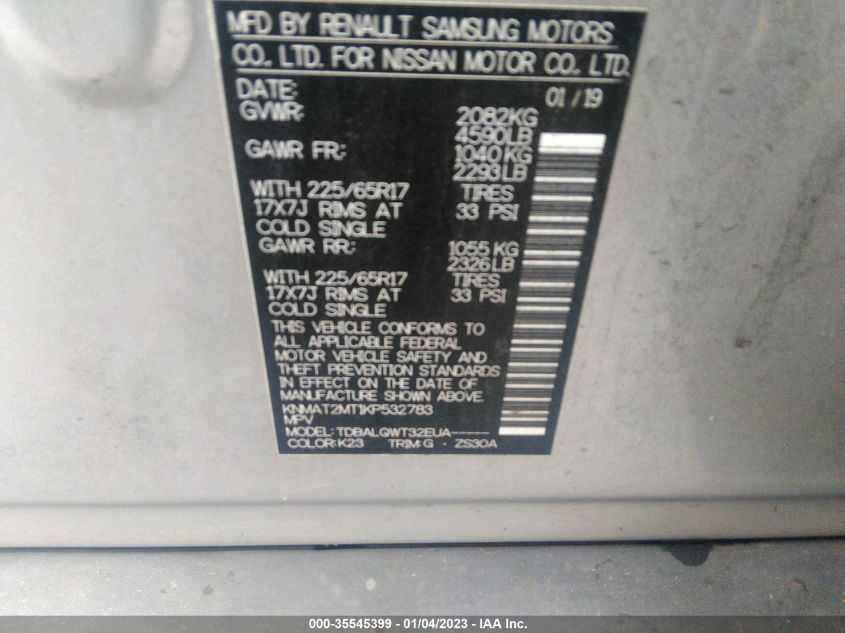 MFD BY RENAULT SAMSUNG MOTORS
CO., LTD. FOR NISSAN MOTOR CO., LTD.
DATE: 01/19
GVWR: 2082KG
4590LB
GAWR FR: 1040KG
2293LB
WITH 225/65R17 TIRES
17X7J RIMS AT 33 PSI
COLD SINGLE
GAWR RR: 1055KG
2326LB
WITH 225/65R17 TIRES
17X7J RIMS AT 33 PSI
COLD SINGLE
THIS VEHICLE CONFORMS TO
ALL APPLICABLE FEDERAL
MOTOR VEHICLE SAFETY AND
THEFT PREVENTION STANDARDS
IN EFFECT ON THE DATE OF
MANUFACTURE SHOWN ABOVE.
KNMAT2MT1KP532783
MPV
MODEL: TDBALGWT32EUA-----
COLOR:K23 TRIM:G - ZS30A
000-35545399 - 01/04/2023 - IAA Inc.